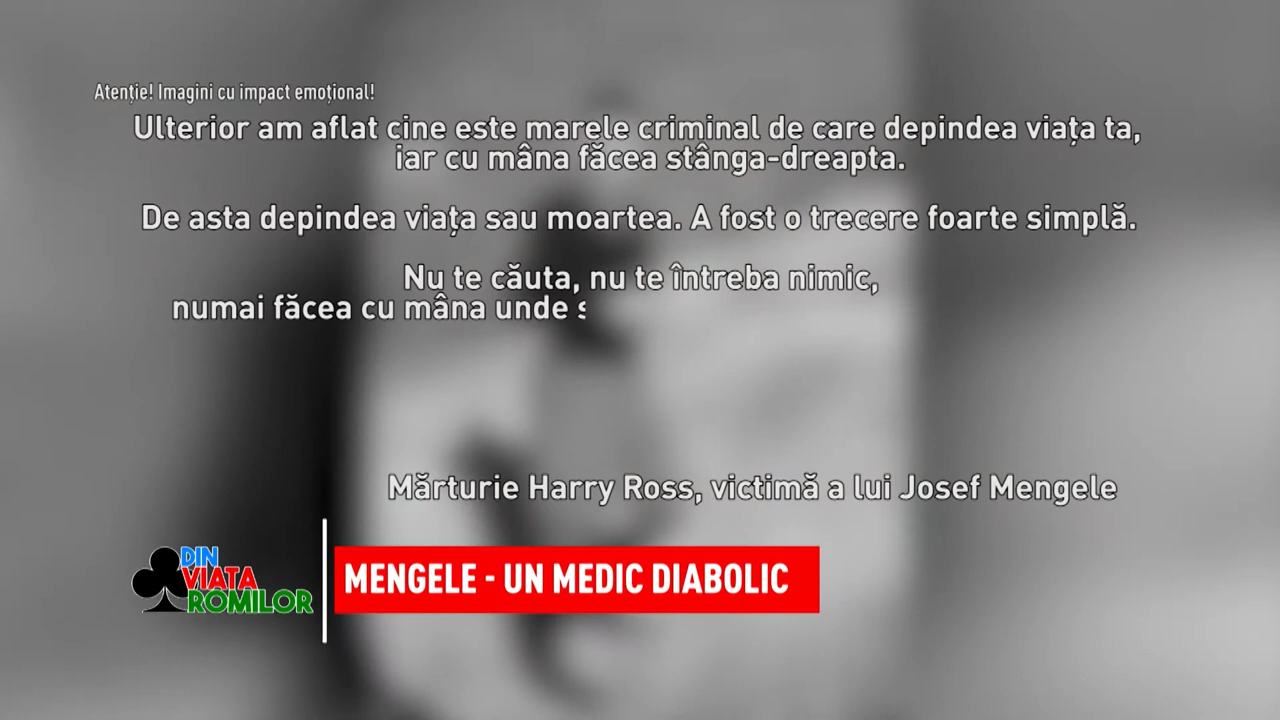 Atenție! Imagini cu impact emoțional!
Ulterior am aflat cine este marele criminal de care depindea viața ta,
iar cu mâna făcea stânga-dreapta.
De asta depindea viața sau moartea. A fost o trecere foarte simplă.
Nu te căuta, nu te întreba nimic,
numai făcea cu mâna unde
Mărturie Harry Ross, victimă a lui Josef Mengele
DIN
VIATA
ROMILOR
MENGELE - UN MEDIC DIABOLIC